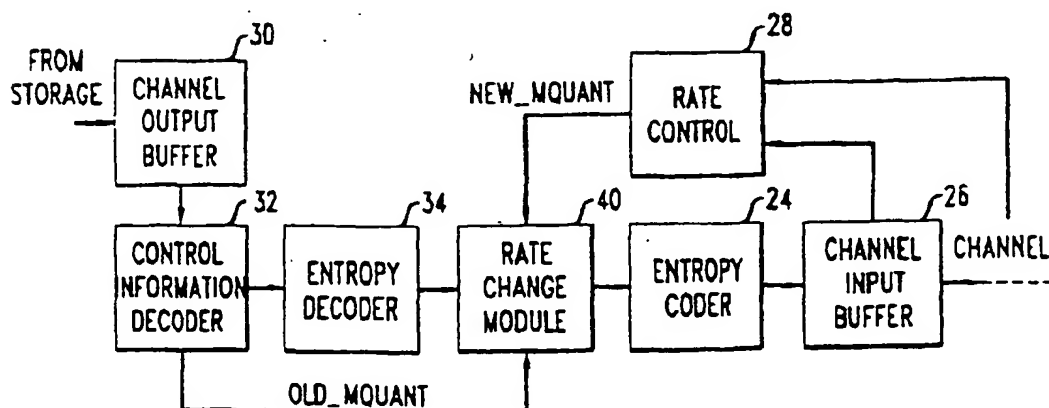 30
FROM
STORAGE
CHANNEL
OUTPUT
BUFFER
28
NEW_MQUANT
RATE
CONTROL
32
CONTROL
INFORMATION
DECODER
34
ENTROPY
DECODER
40
RATE
CHANGE
MODULE
24
ENTROPY
CODER
26
CHANNEL
INPUT
BUFFER
CHANNEL
OLD_MQUANT